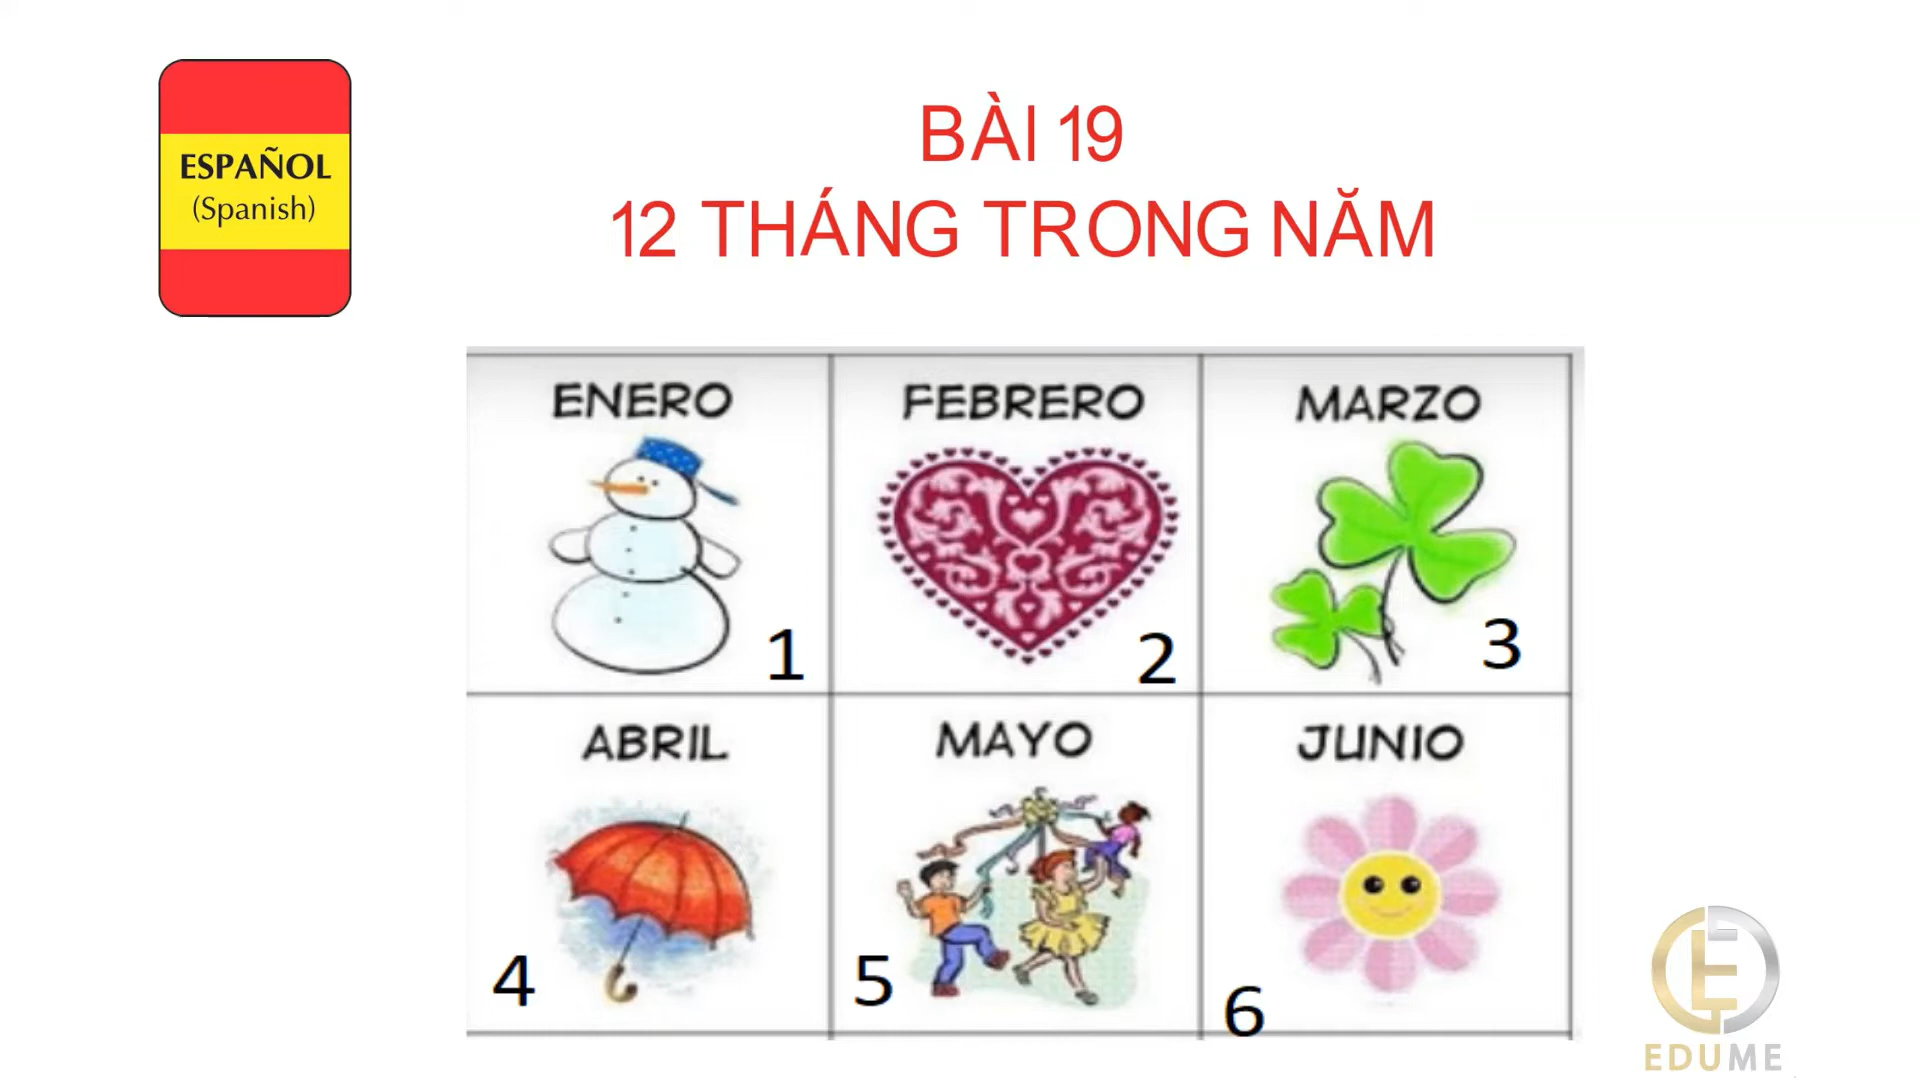 ESPAÑOL
(Spanish)
BÀI 19
12 THÁNG TRONG NĂM
ENERO
1
FEBRERO
2
MARZO
3
ABRIL
4
MAYO
5
JUNIO
6
EDUME